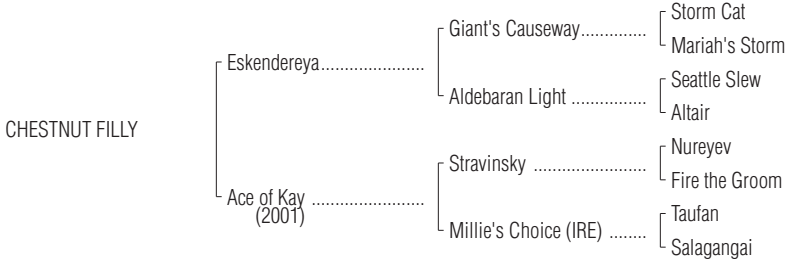 Storm Cat
Giant's Causeway..............
Mariah's Storm
Eskendereya......................
Seattle Slew
Aldebaran Light ................
Altair
CHESTNUT FILLY
Nureyev
Stravinsky ........................
Fire the Groom
Ace of Kay ........................
(2001)
Taufan
Millie's Choice (IRE) ........
Salagangai